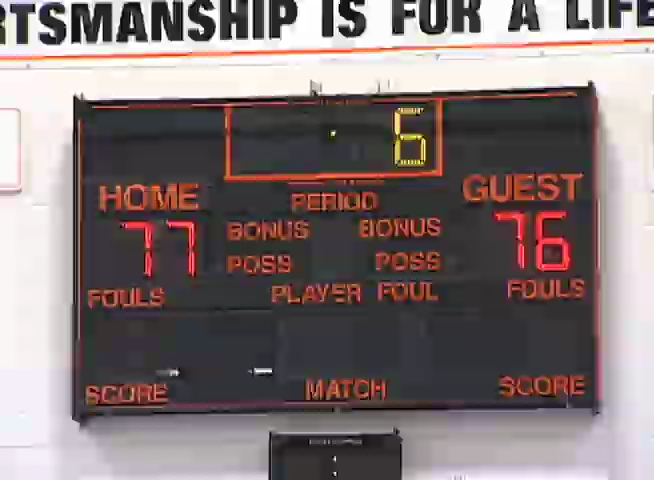 RTSMANSHIP IS FOR A LIFE
6
HOME PERIOD GUEST
77 BONUS BONUS 76
POSS POSS
FOULS PLAYER FOUL FOULS
SCORE MATCH SCORE